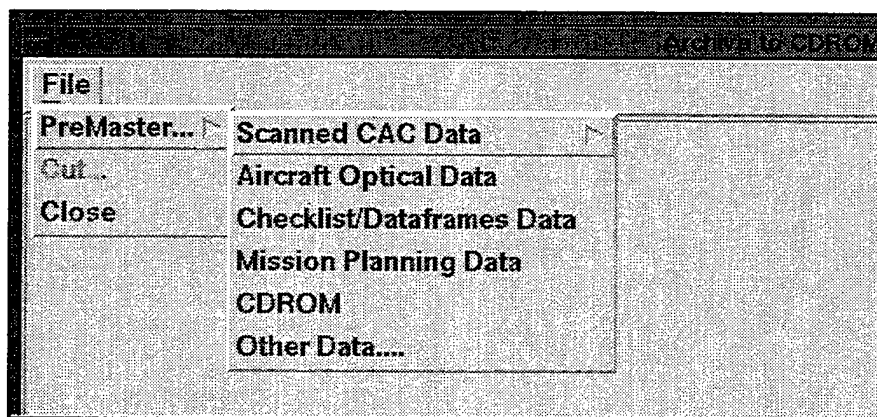 Archive to CDROM
File
PreMaster...
Cut...
Close
Scanned CAC Data
Aircraft Optical Data
Checklist/Dataframes Data
Mission Planning Data
CDROM
Other Data....